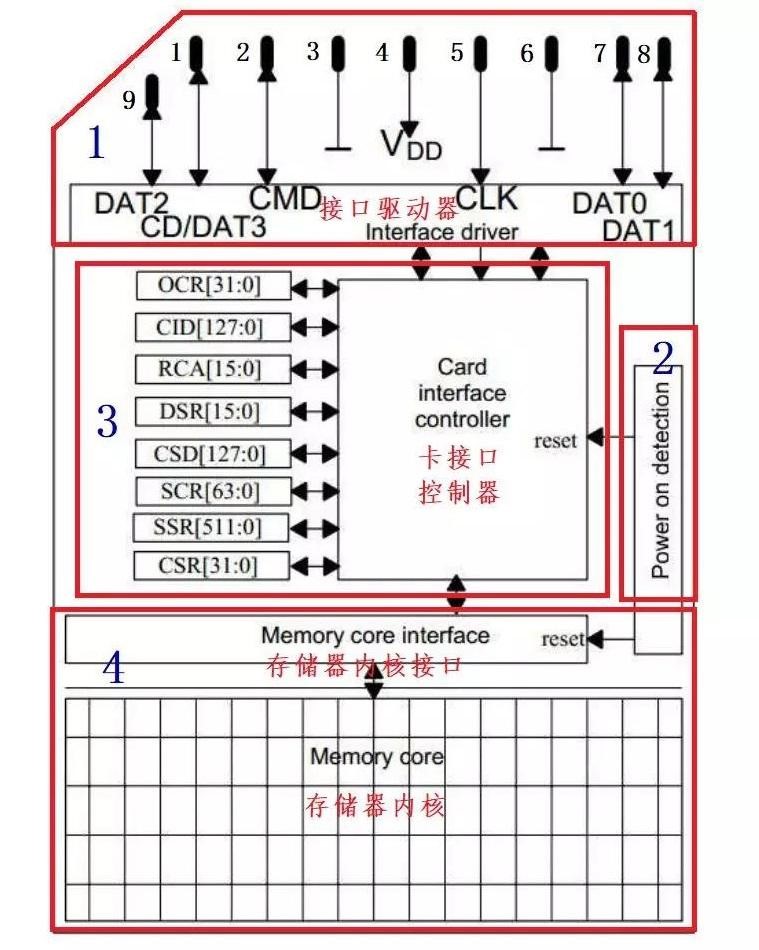 1 2 3 4 5 6 7 8
9
1
VDD
DAT2 CMD CLK DAT0
接口驱动器
CD/DAT3 Interface driver DAT1
OCR[31:0]
CID[127:0]
RCA[15:0]
DSR[15:0]
CSD[127:0]
SCR[63:0]
SSR[511:0]
CSR[31:0]
3
Card
interface
controller
卡接口
控制器
reset
2
Power on detection
Memory core interface reset
存储器内核接口
4
Memory core
存储器内核